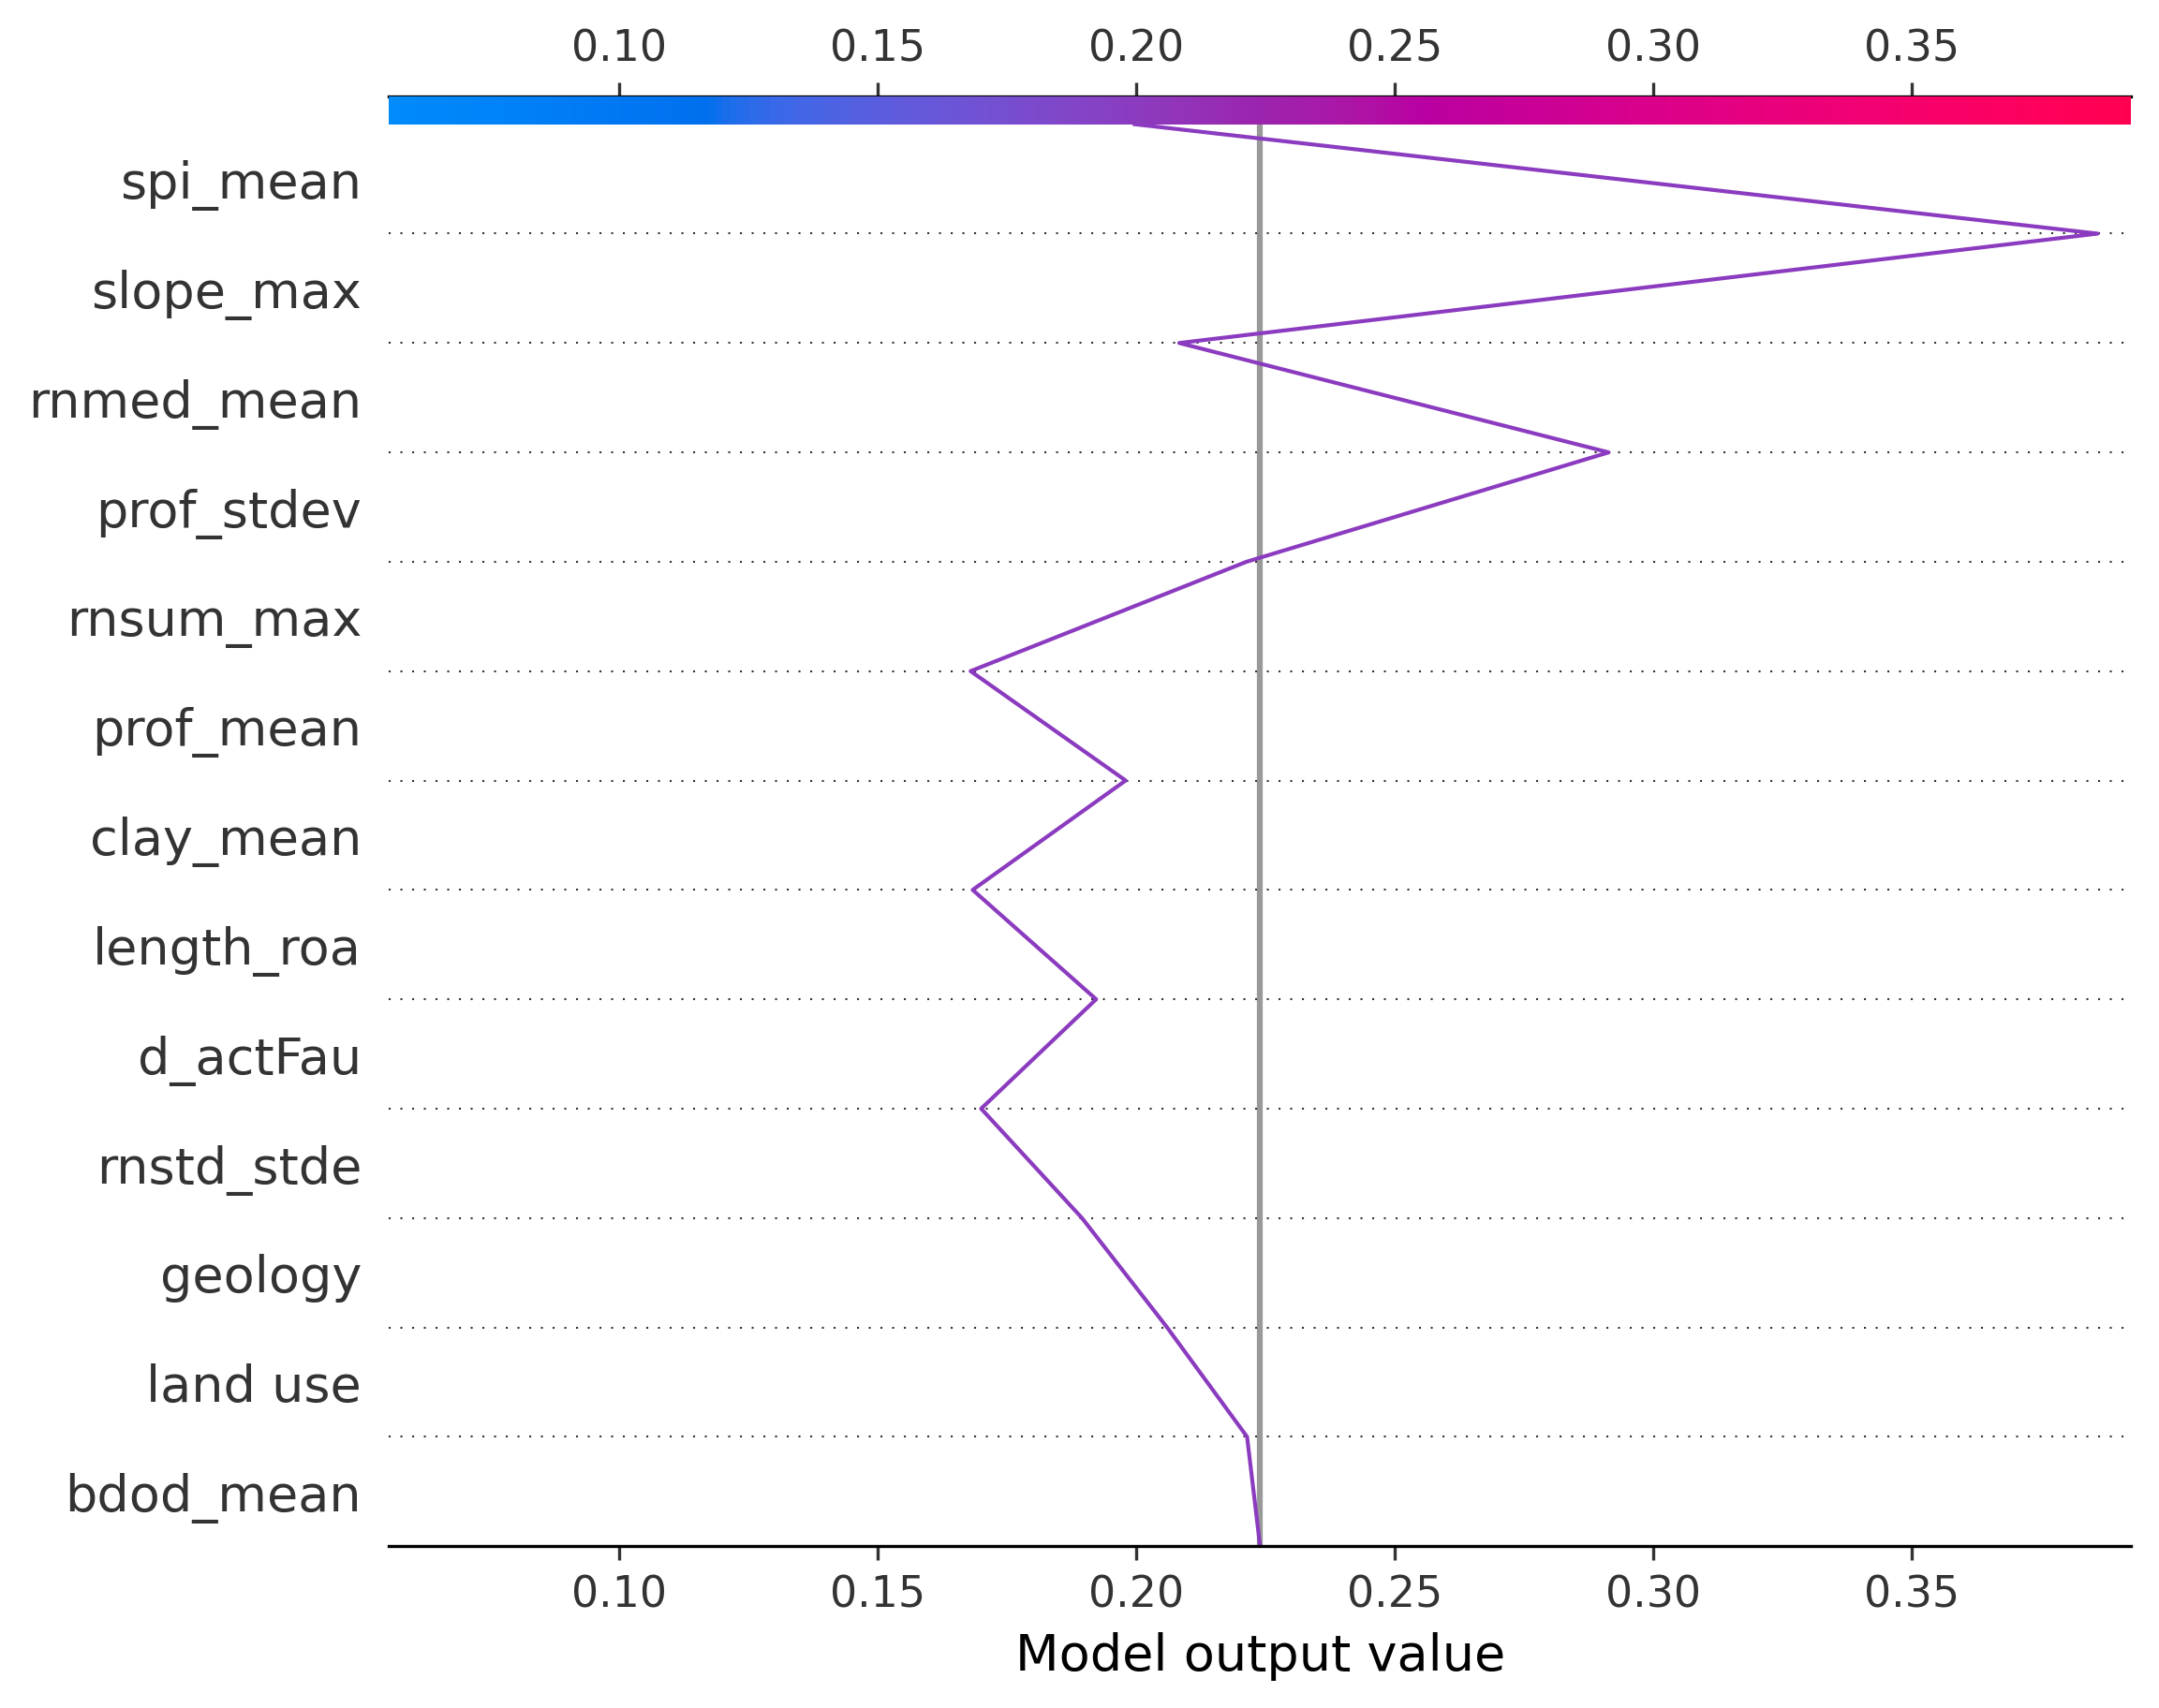 0.10 0.15 0.20 0.25 0.30 0.35
spi_mean
slope_max
rnmed_mean
prof_stdev
rnsum_max
prof_mean
clay_mean
length_roa
d_actFau
rnstd_stde
geology
land use
bdod_mean
0.10 0.15 0.20 0.25 0.30 0.35
Model output value